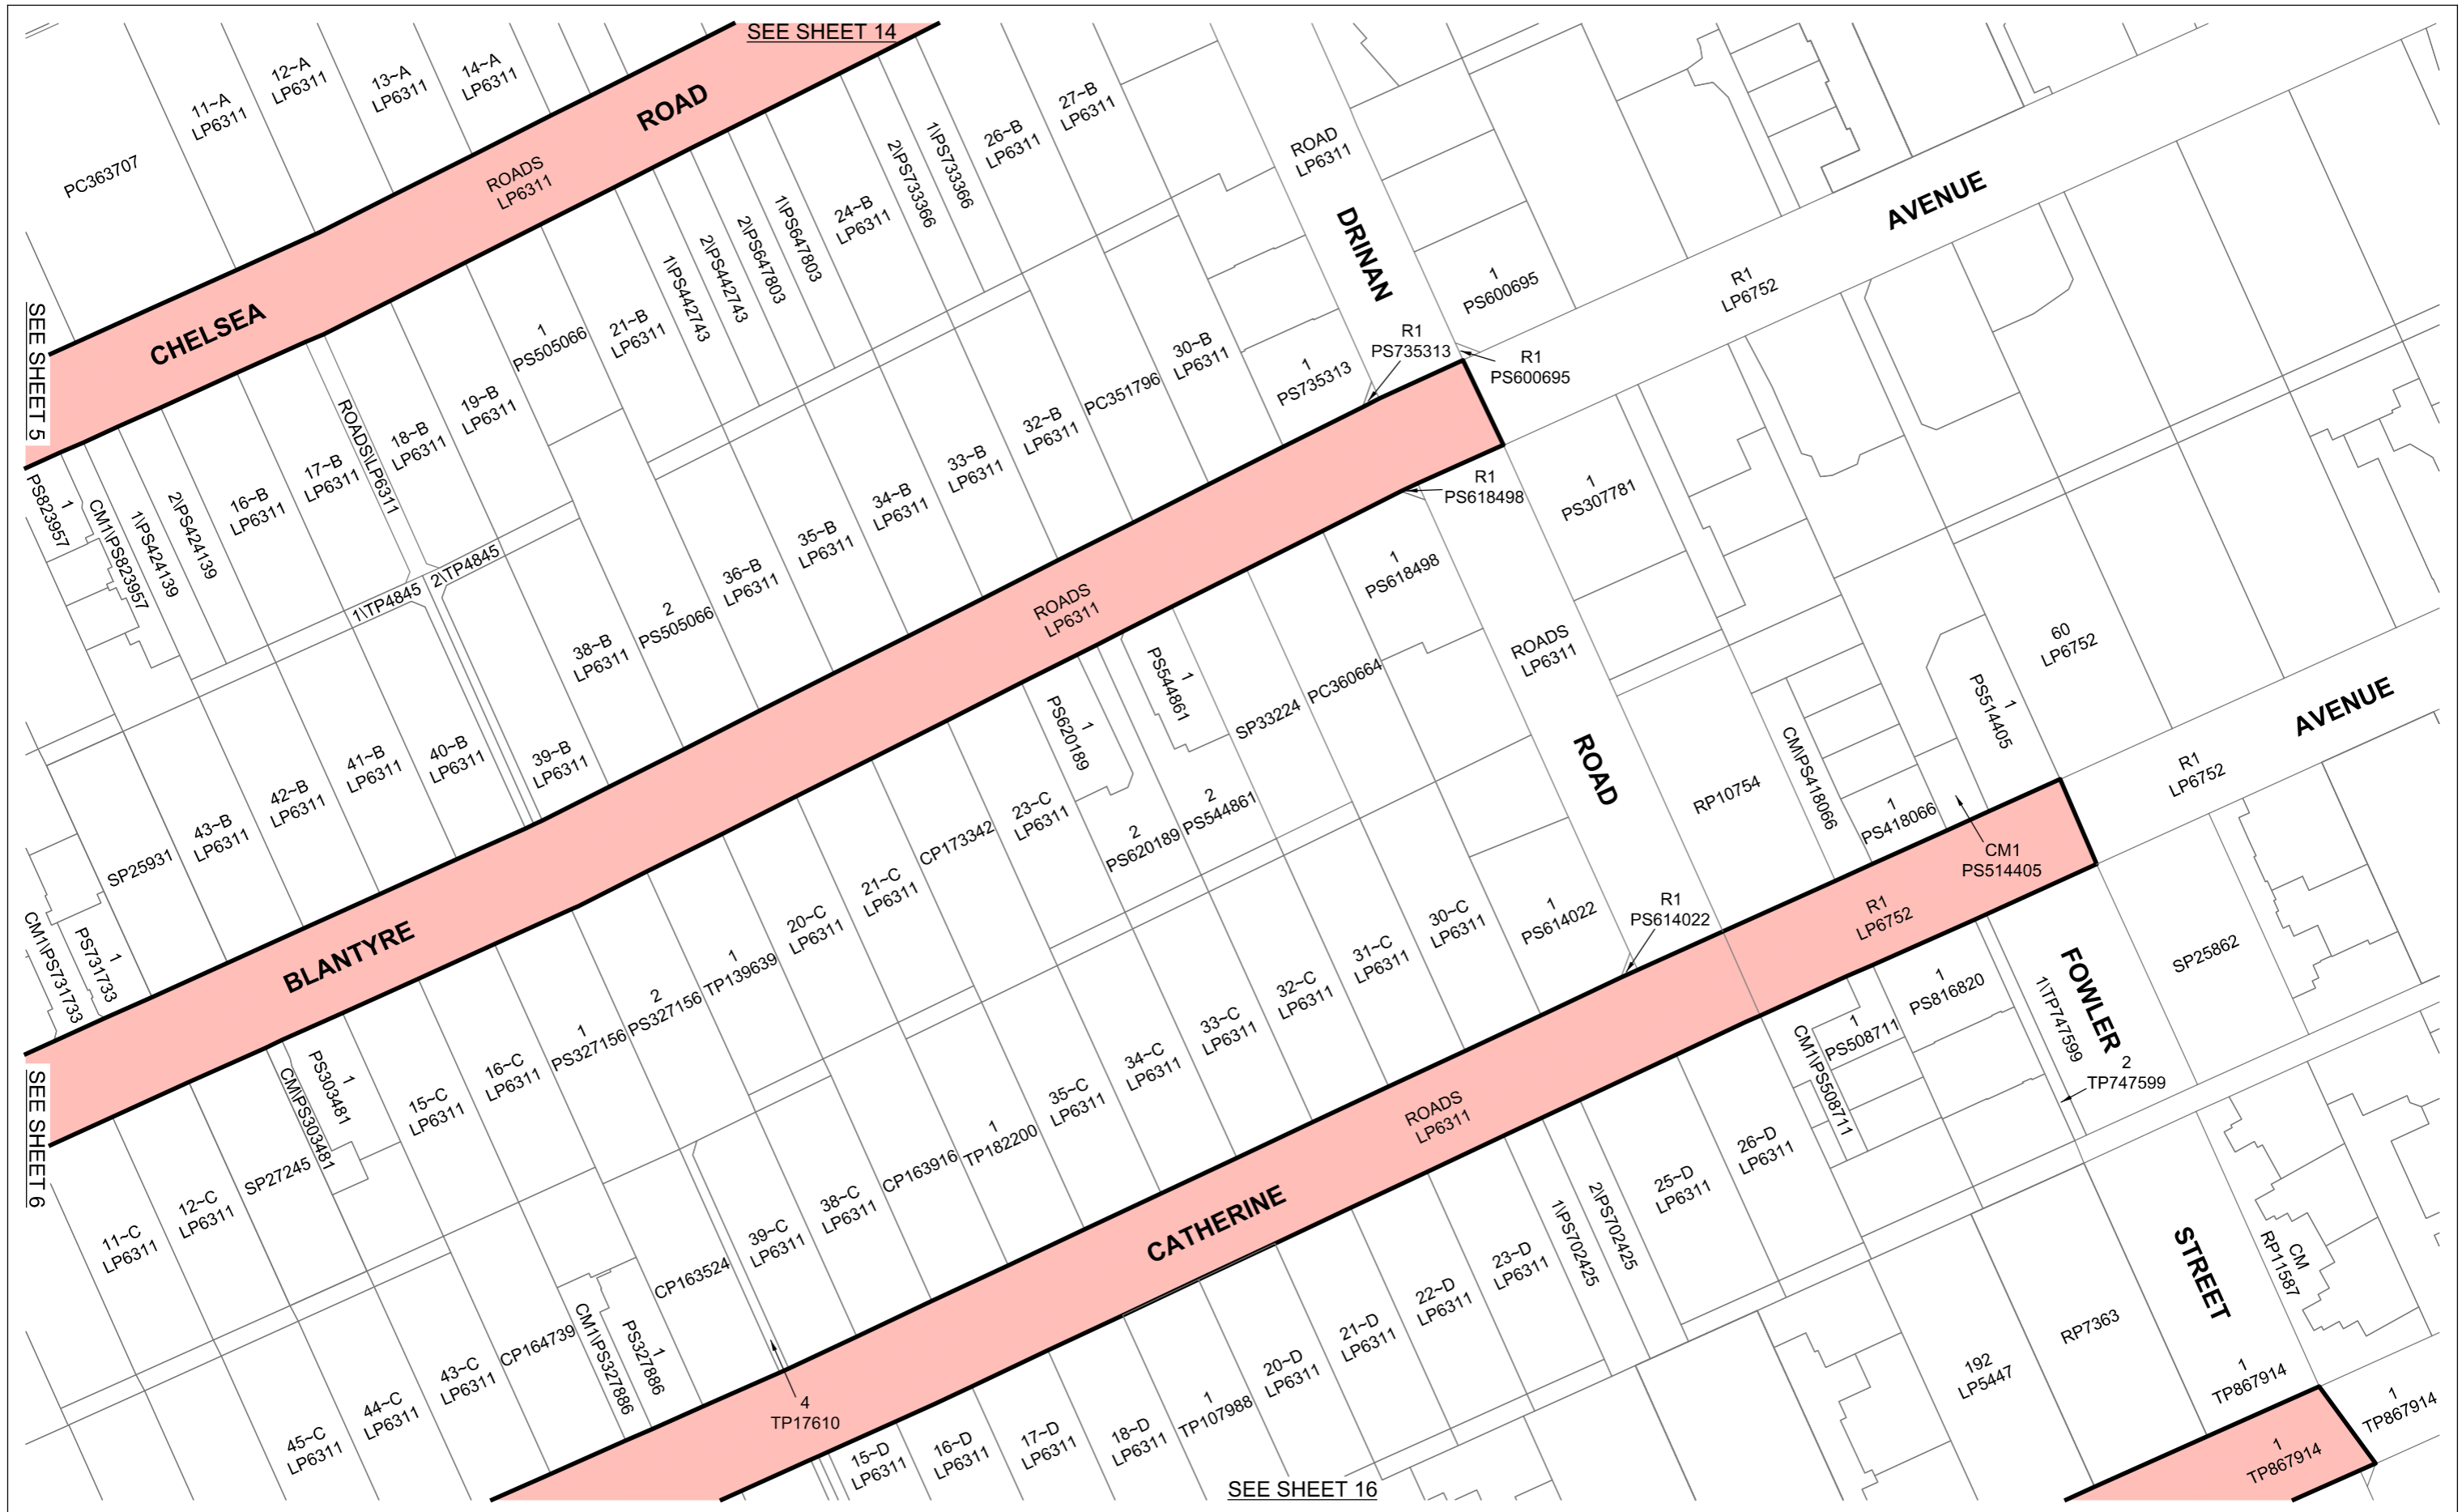 SEE SHEET 14
12~A
LP6311
13~A
LP6311
14~A
LP6311
11~A
LP6311
PC363707
ROAD
ROADS
LP6311
CHELSEA
SEE SHEET 5
27~B
LP6311
26~B
LP6311
1\PS733366
2\PS733366
24~B
LP6311
1\PS647803
2\PS647803
2\PS442743
1\PS442743
21~B
LP6311
1
PS505066
19~B
LP6311
18~B
LP6311
ROADS\LP6311
17~B
LP6311
16~B
LP6311
2\PS424139
1\PS424139
CM1\PS823957
1
PS823957
ROAD
LP6311
DRINAN
1
PS600695
R1
PS735313
R1
PS600695
AVENUE
R1
LP6752
1
PS735313
30~B
LP6311
PC351796
32~B
LP6311
33~B
LP6311
34~B
LP6311
35~B
LP6311
36~B
LP6311
2
PS505066
38~B
LP6311
2\TP4845
1\TP4845
39~B
LP6311
40~B
LP6311
41~B
LP6311
42~B
LP6311
43~B
LP6311
SP25931
1
PS731733
CM1\PS731733
R1
PS618498
1
PS307781
ROADS
LP6311
1
PS618498
ROADS
LP6311
ROAD
PC360664
SP33224
1
PS544861
2
PS544861
1
PS620189
2
PS620189
23~C
LP6311
CP173342
21~C
LP6311
20~C
LP6311
1
TP139639
2
PS327156
1
PS327156
16~C
LP6311
15~C
LP6311
1
PS303481
CM\PS303481
SP27245
12~C
LP6311
11~C
LP6311
BLANTYRE
SEE SHEET 6
60
LP6752
1
PS514405
AVENUE
R1
LP6752
RP10754
CM\PS418066
1
PS418066
CM1
PS514405
R1
LP6752
R1
PS614022
1
PS614022
30~C
LP6311
31~C
LP6311
32~C
LP6311
33~C
LP6311
34~C
LP6311
35~C
LP6311
1
TP182200
CP163916
38~C
LP6311
39~C
LP6311
CP163524
1
PS327886
CM1\PS327886
CP164739
43~C
LP6311
44~C
LP6311
45~C
LP6311
4
TP17610
CATHERINE
ROADS
LP6311
SP25862
FOWLER
1\TP747599
2
TP747599
1
PS816820
1
PS508711
CM1\PS508711
26~D
LP6311
25~D
LP6311
2\PS702425
1\PS702425
23~D
LP6311
22~D
LP6311
21~D
LP6311
20~D
LP6311
1
TP107988
18~D
LP6311
17~D
LP6311
16~D
LP6311
15~D
LP6311
STREET
CM
RP11587
RP7363
192
LP5447
1
TP867914
1
TP867914
1
TP867914
SEE SHEET 16